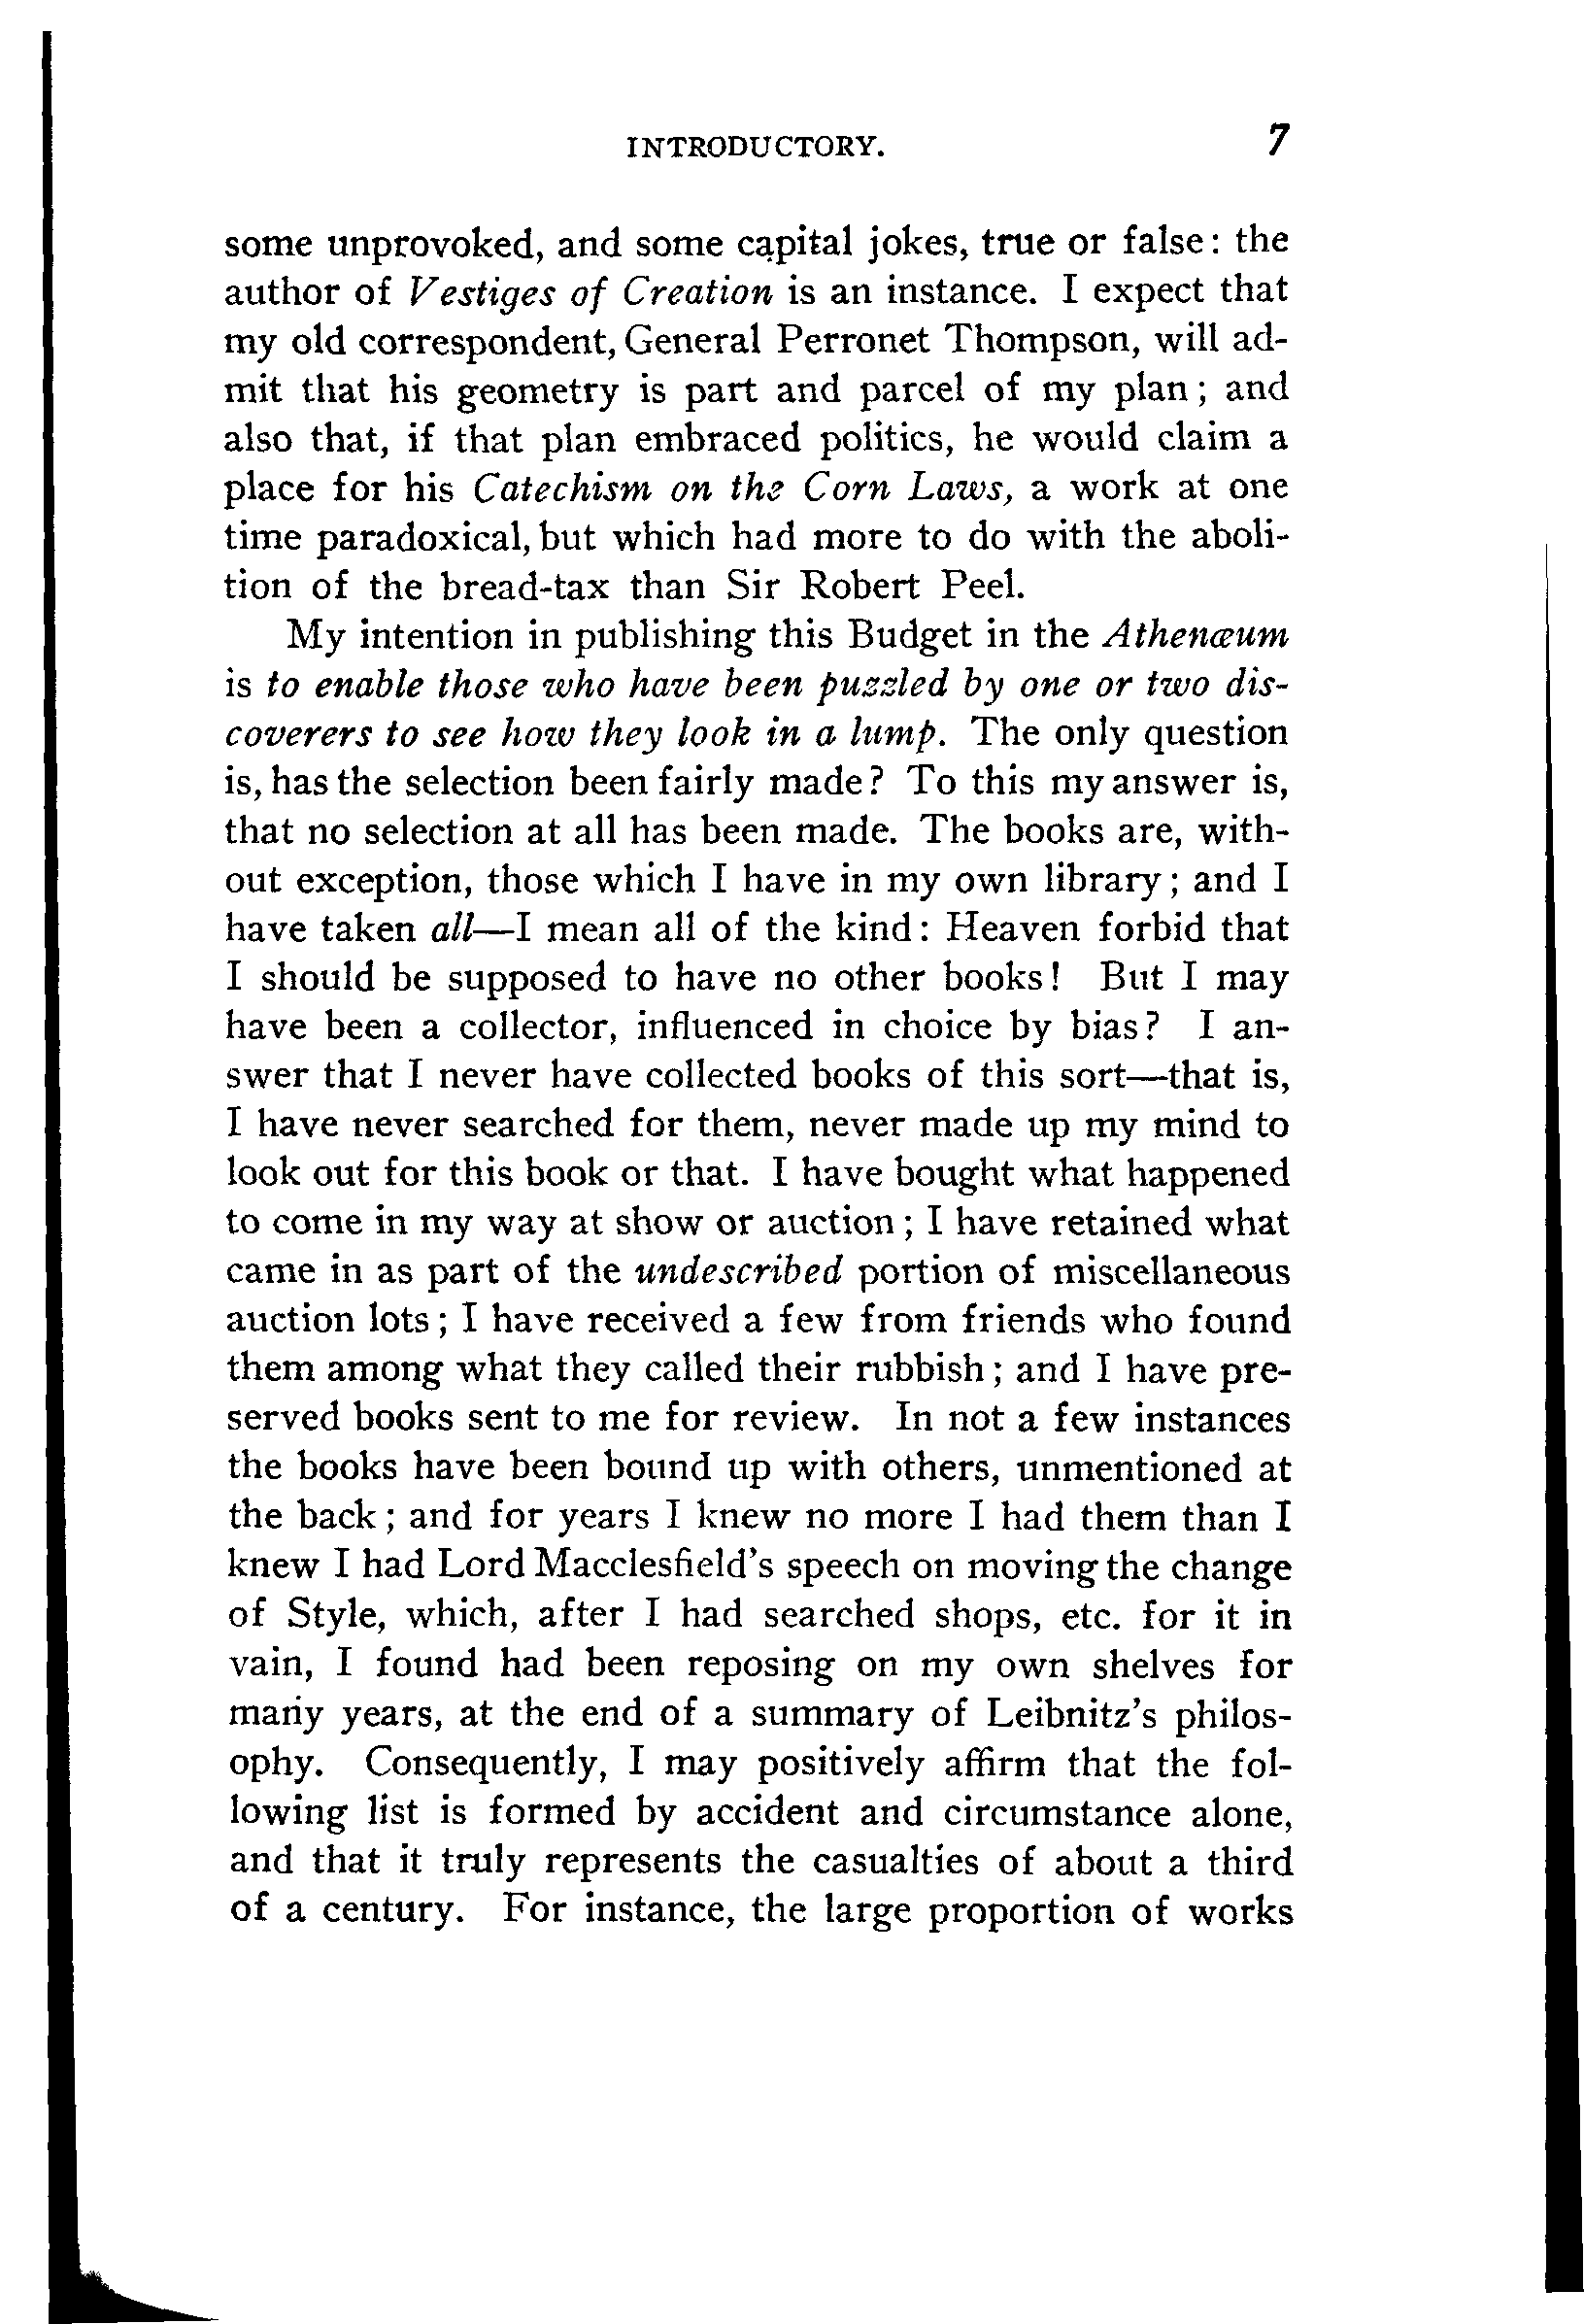 INTRODUCTORY. 7
some unprovoked, and some capital jokes, true or false: the
author of Vestiges of Creation is an instance. I expect that
my old correspondent, General Perronet Thompson, will ad-
mit that his geometry is part and parcel of my plan; and
also that, if that plan embraced politics, he would claim a
place for his Catechism on the Corn Laws, a work at one
time paradoxical, but which had more to do with the aboli-
tion of the bread-tax than Sir Robert Peel.
My intention in publishing this Budget in the Athenæum
is to enable those who have been puzzled by one or two dis-
coverers to see how they look in a lump. The only question
is, has the selection been fairly made? To this my answer is,
that no selection at all has been made. The books are, with-
out exception, those which I have in my own library; and I
have taken all—I mean all of the kind: Heaven forbid that
I should be supposed to have no other books! But I may
have been a collector, influenced in choice by bias? I an-
swer that I never have collected books of this sort—that is,
I have never searched for them, never made up my mind to
look out for this book or that. I have bought what happened
to come in my way at show or auction; I have retained what
came in as part of the undescribed portion of miscellaneous
auction lots; I have received a few from friends who found
them among what they called their rubbish; and I have pre-
served books sent to me for review. In not a few instances
the books have been bound up with others, unmentioned at
the back; and for years I knew no more I had them than I
knew I had Lord Macclesfield's speech on moving the change
of Style, which, after I had searched shops, etc. for it in
vain, I found had been reposing on my own shelves for
many years, at the end of a summary of Leibnitz's philos-
ophy. Consequently, I may positively affirm that the fol-
lowing list is formed by accident and circumstance alone,
and that it truly represents the casualties of about a third
of a century. For instance, the large proportion of works